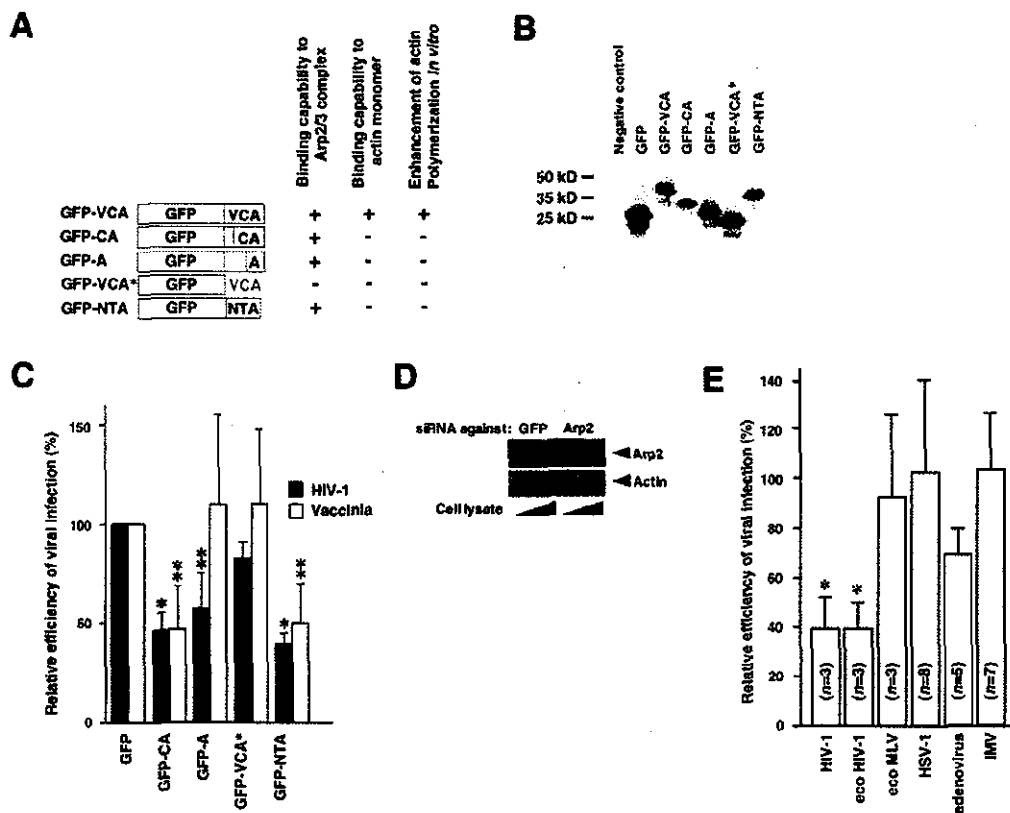 A
Binding capability to
Arp2/3 complex
Binding capability to
actin monomer
Enhancement of actin
Polymerization In vitro
GFP-VCA GFP VCA + + +
GFP-CA GFP CA + - -
GFP-A GFP A + - -
GFP-VCA* GFP VCA - - -
GFP-NTA GFP NTA + - -
B
Negative control
GFP
GFP-VCA
GFP-CA
GFP-A
GFP-VCA*
GFP-NTA
50 kD
35 kD
25 kD
C
Relative efficiency of viral infection (%)
150
100
50
0
HIV-1
Vaccinia
* ** ** * **
GFP
GFP-CA
GFP-A
GFP-VCA*
GFP-NTA
D
siRNA against: GFP Arp2
Arp2
Actin
Cell lysate
E
Relative efficiency of viral infection (%)
140
120
100
80
60
40
20
0
* *
(n=3) (n=3) (n=3) (n=8) (n=5) (n=7)
HIV-1
eco HIV-1
eco MLV
HSV-1
adenovirus
IMV